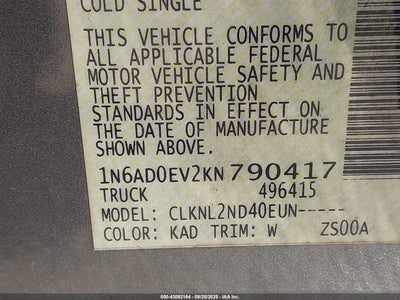 COLD SINGLE
THIS VEHICLE CONFORMS TO
ALL APPLICABLE FEDERAL
MOTOR VEHICLE SAFETY AND
THEFT PREVENTION
STANDARDS IN EFFECT ON
THE DATE OF MANUFACTURE
SHOWN ABOVE.
1N6AD0EV2KN790417
TRUCK 496415
MODEL: CLKNL2ND40EUN-----
COLOR: KAD TRIM: W ZS00A
000-43092164 - 09/29/2025 - IAA Inc.